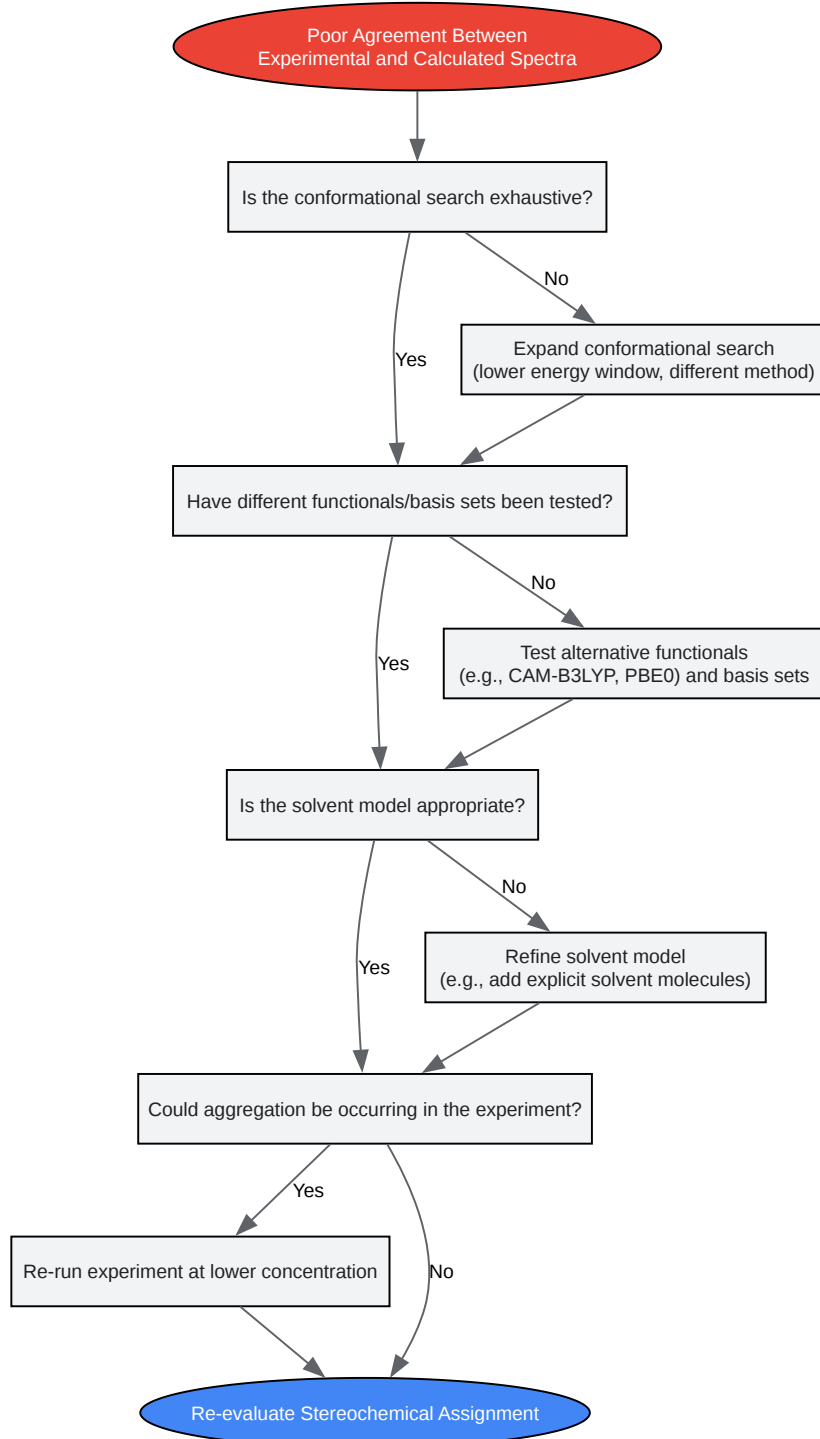 Poor Agreement Between
Experimental and Calculated Spectra
Is the conformational search exhaustive?
No
Expand conformational search
(lower energy window, different method)
Yes
Have different functionals/basis sets been tested?
No
Test alternative functionals
(e.g., CAM-B3LYP, PBE0) and basis sets
Yes
Is the solvent model appropriate?
No
Refine solvent model
(e.g., add explicit solvent molecules)
Yes
Could aggregation be occurring in the experiment?
Yes
Re-run experiment at lower concentration
No
Re-evaluate Stereochemical Assignment